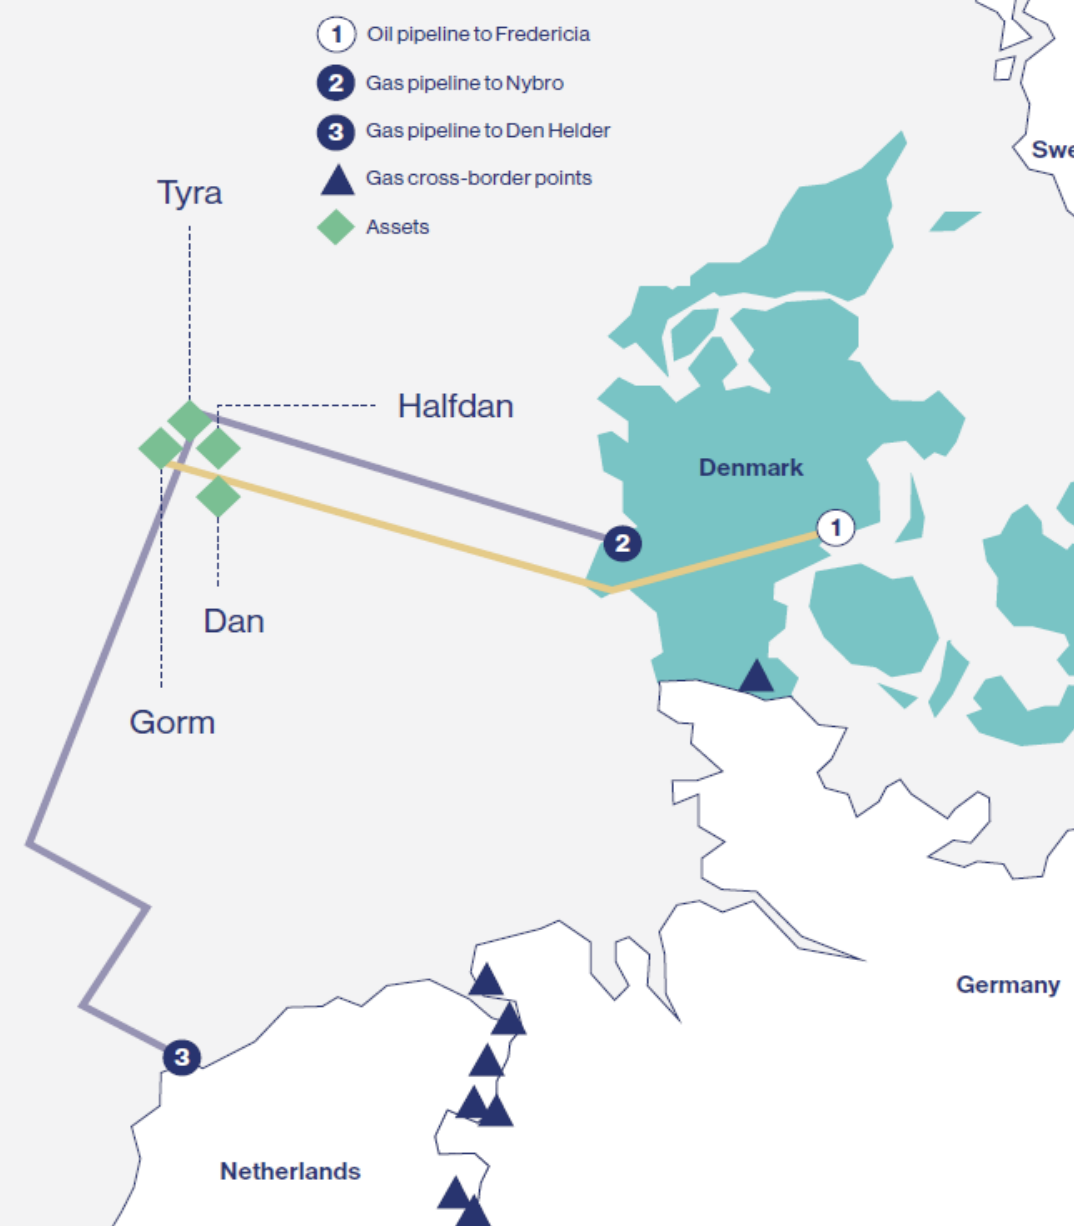 1 Oil pipeline to Fredericia
2 Gas pipeline to Nybro
3 Gas pipeline to Den Helder
Gas cross-border points
Assets
Swe
Tyra
Halfdan
Denmark
1
2
Dan
Gorm
Germany
3
Netherlands